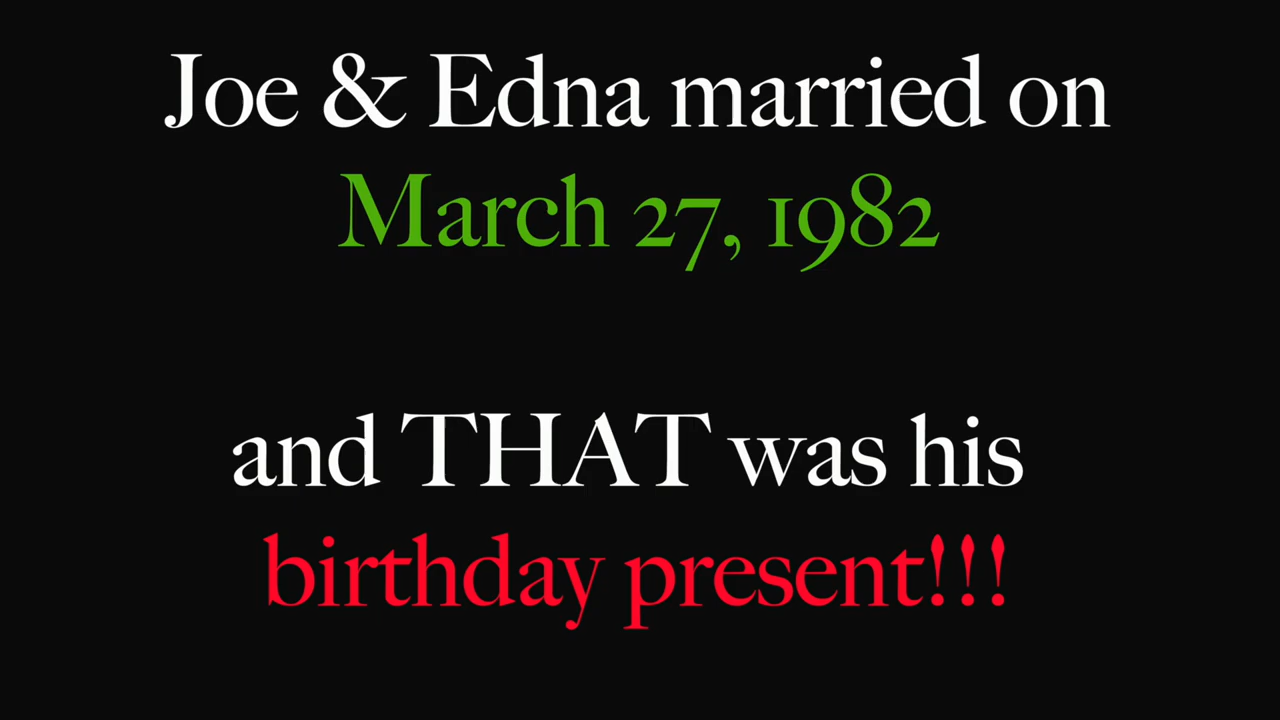 Joe & Edna married on
March 27, 1982
and THAT was his
birthday present!!!